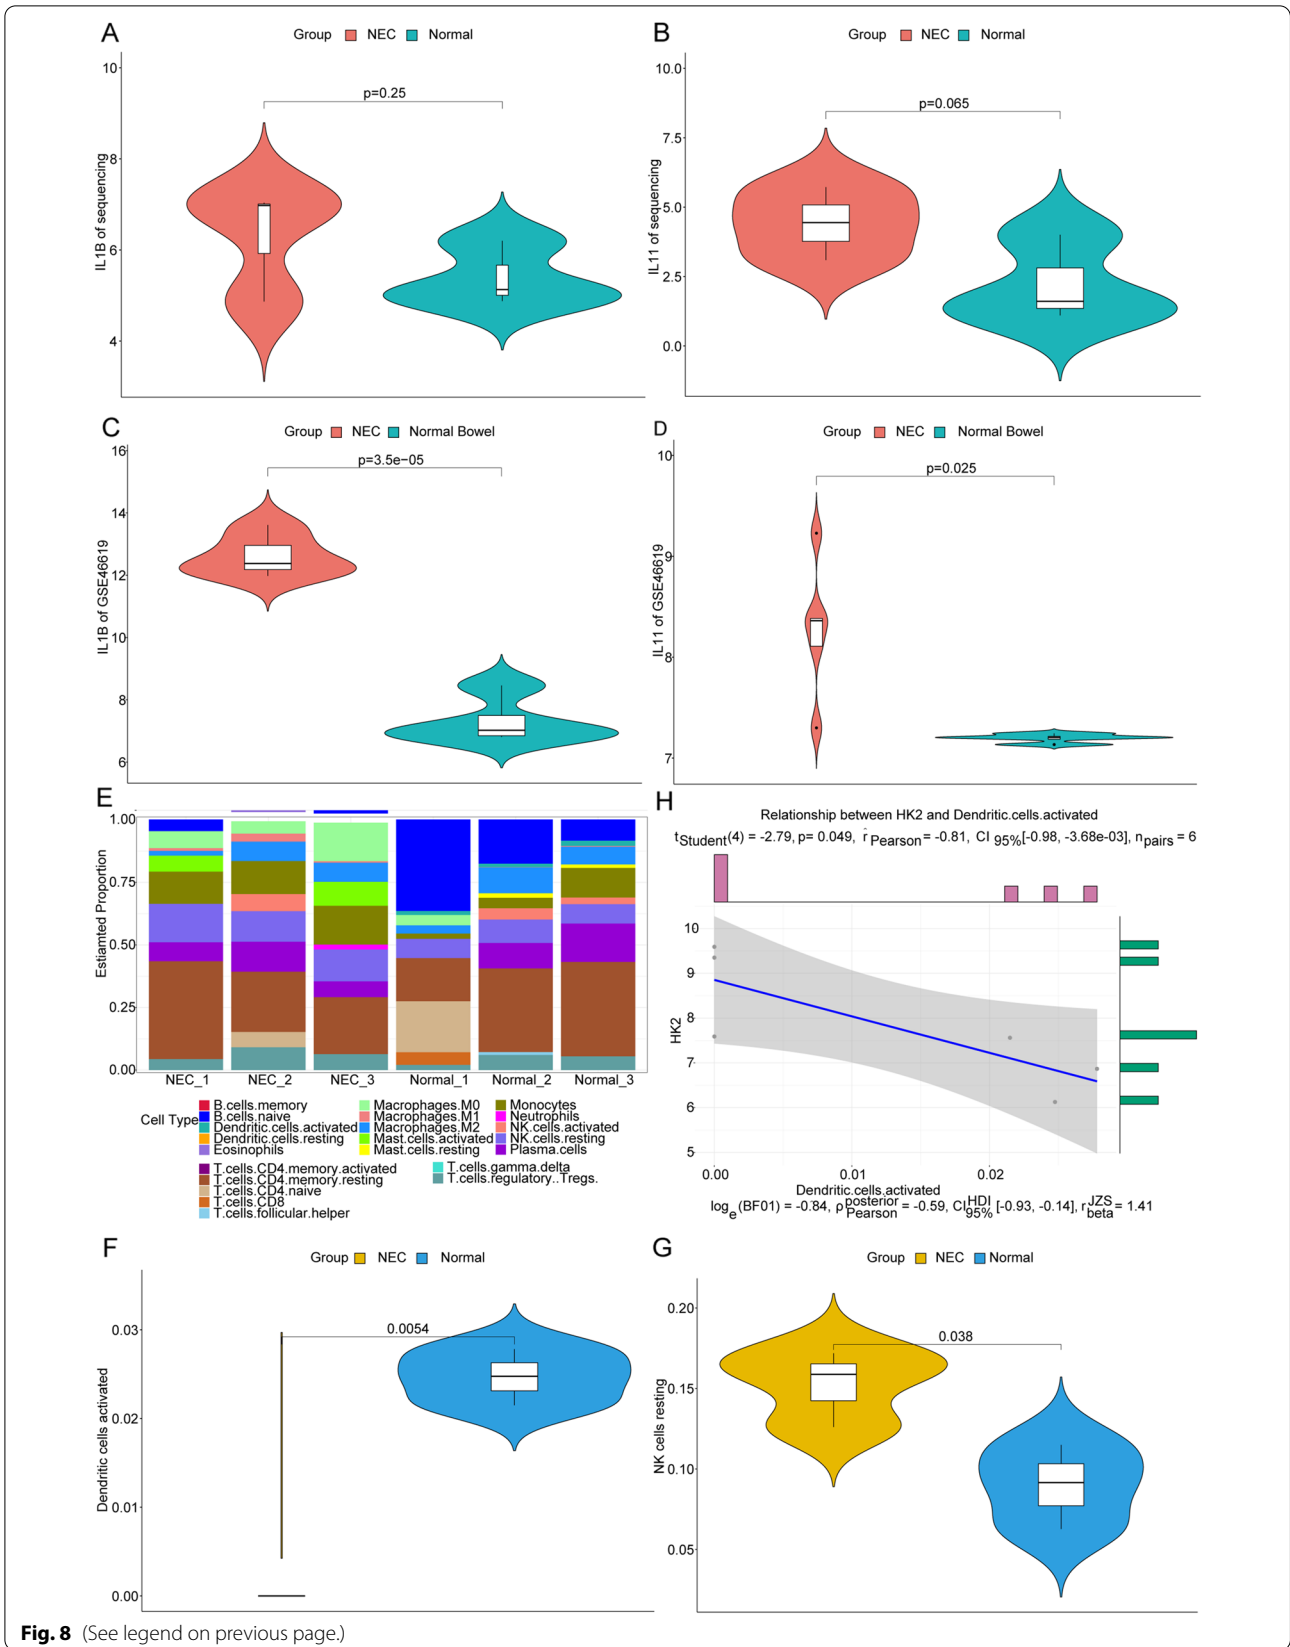 A
Group NEC Normal
10
8
6
4
IL1B of sequencing
p=0.25
B
Group NEC Normal
10.0
7.5
5.0
2.5
0.0
IL11 of sequencing
p=0.065
C
Group NEC Normal Bowel
16
14
12
10
8
6
IL1B of GSE46619
p=3.5e−05
D
Group NEC Normal Bowel
10
9
8
7
IL11 of GSE46619
p=0.025
E
1.00
0.75
0.50
0.25
0.00
Estiamted Proportion
NEC_1 NEC_2 NEC_3 Normal_1 Normal_2 Normal_3
Cell Type
B.cells.memory
B.cells.naive
Dendritic.cells.activated
Dendritic.cells.resting
Eosinophils
Macrophages.M0
Macrophages.M1
Macrophages.M2
Mast.cells.activated
Mast.cells.resting
Monocytes
Neutrophils
NK.cells.activated
NK.cells.resting
Plasma.cells
T.cells.CD4.memory.activated
T.cells.CD4.memory.resting
T.cells.CD4.naive
T.cells.CD8
T.cells.follicular.helper
T.cells.gamma.delta
T.cells.regulatory..Tregs.
H
Relationship between HK2 and Dendritic.cells.activated
tStudent(4) = -2.79, p= 0.049, r̂ Pearson = -0.81, CI 95%[-0.98, -3.68e-03], npairs = 6
10
9
8
7
6
5
HK2
0.00 0.01 0.02
Dendritic.cells.activated
loge(BF01) = -0.84, ρ posterior Pearson = -0.59, CI HDI 95% [-0.93, -0.14], r JZS beta = 1.41
F
Group NEC Normal
0.03
0.02
0.01
0.00
Dendritic cells activated
0.0054
G
Group NEC Normal
0.20
0.15
0.10
0.05
NK cells resting
0.038
Fig. 8 (See legend on previous page.)